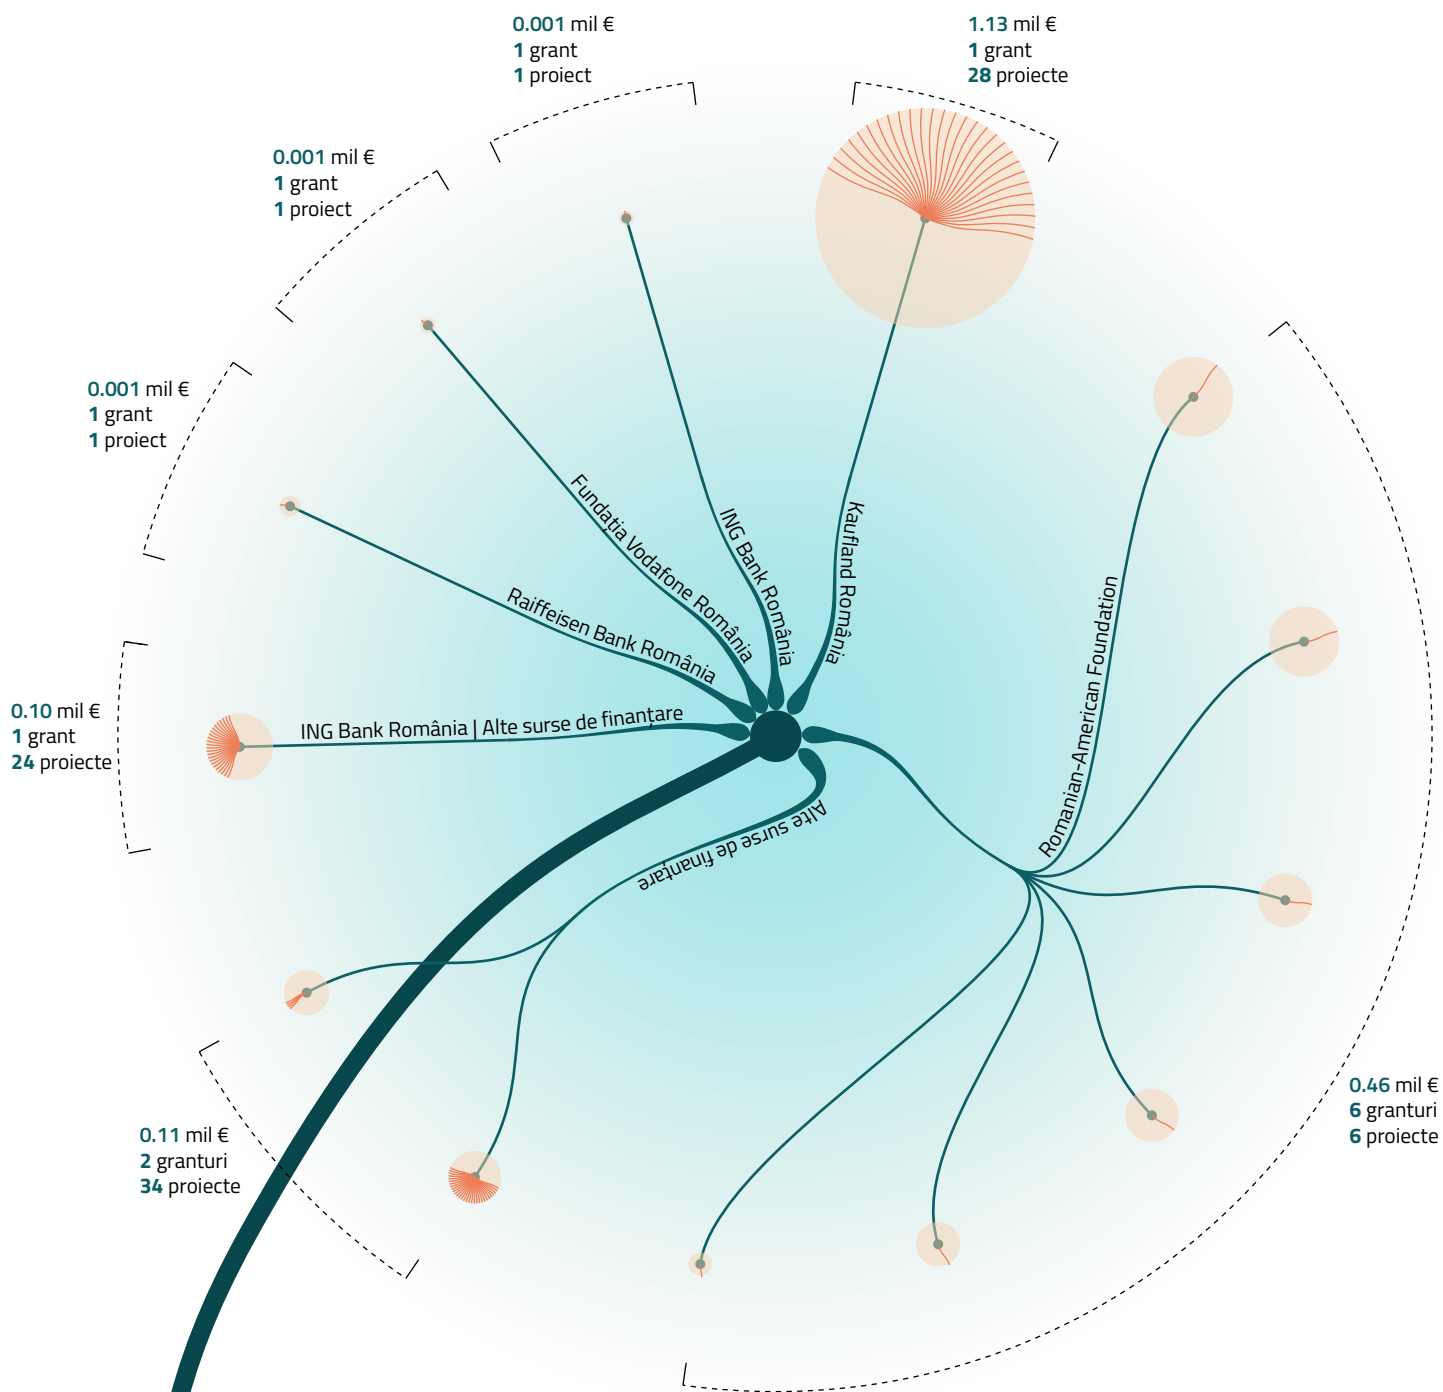 0.001 mil €
1 grant
1 proiect
1.13 mil €
1 grant
28 proiecte
0.001 mil €
1 grant
1 proiect
0.001 mil €
1 grant
1 proiect
0.10 mil €
1 grant
24 proiecte
Fundația Vodafone România
ING Bank România
Kaufland România
Raiffeisen Bank România
ING Bank România | Alte surse de finanțare
Romanian-American Foundation
Alte surse de finanțare
0.46 mil €
6 granturi
6 proiecte
0.11 mil €
2 granturi
34 proiecte